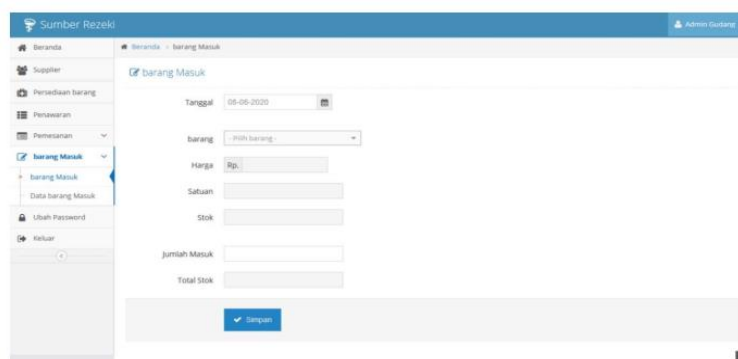 Sumber Rezeki
Admin Gudang
Beranda
Supplier
Persediaan barang
Penawaran
Pemesanan
barang Masuk
barang Masuk
Data barang Masuk
Ubah Password
Keluar
Beranda > barang Masuk
barang Masuk
Tanggal 05-08-2020
barang - Pilih barang -
Harga Rp.
Satuan
Stok
Jumlah Masuk
Total Stok
Simpan